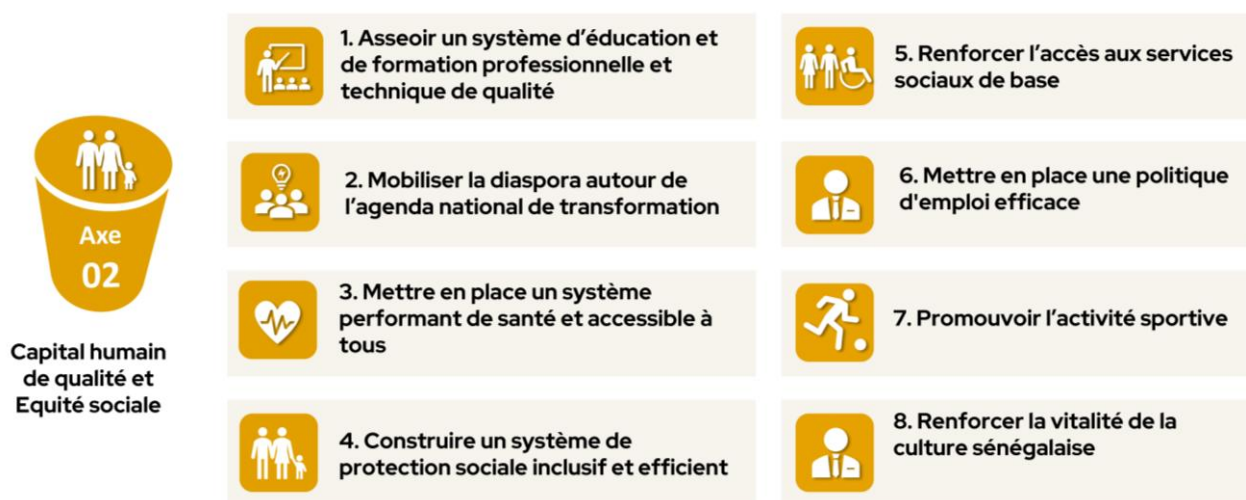 Axe
02
Capital humain
de qualité et
Equité sociale
1. Asseoir un système d’éducation et
de formation professionnelle et
technique de qualité
2. Mobiliser la diaspora autour de
l’agenda national de transformation
3. Mettre en place un système
performant de santé et accessible à
tous
4. Construire un système de
protection sociale inclusif et efficient
5. Renforcer l’accès aux services
sociaux de base
6. Mettre en place une politique
d'emploi efficace
7. Promouvoir l’activité sportive
8. Renforcer la vitalité de la
culture sénégalaise